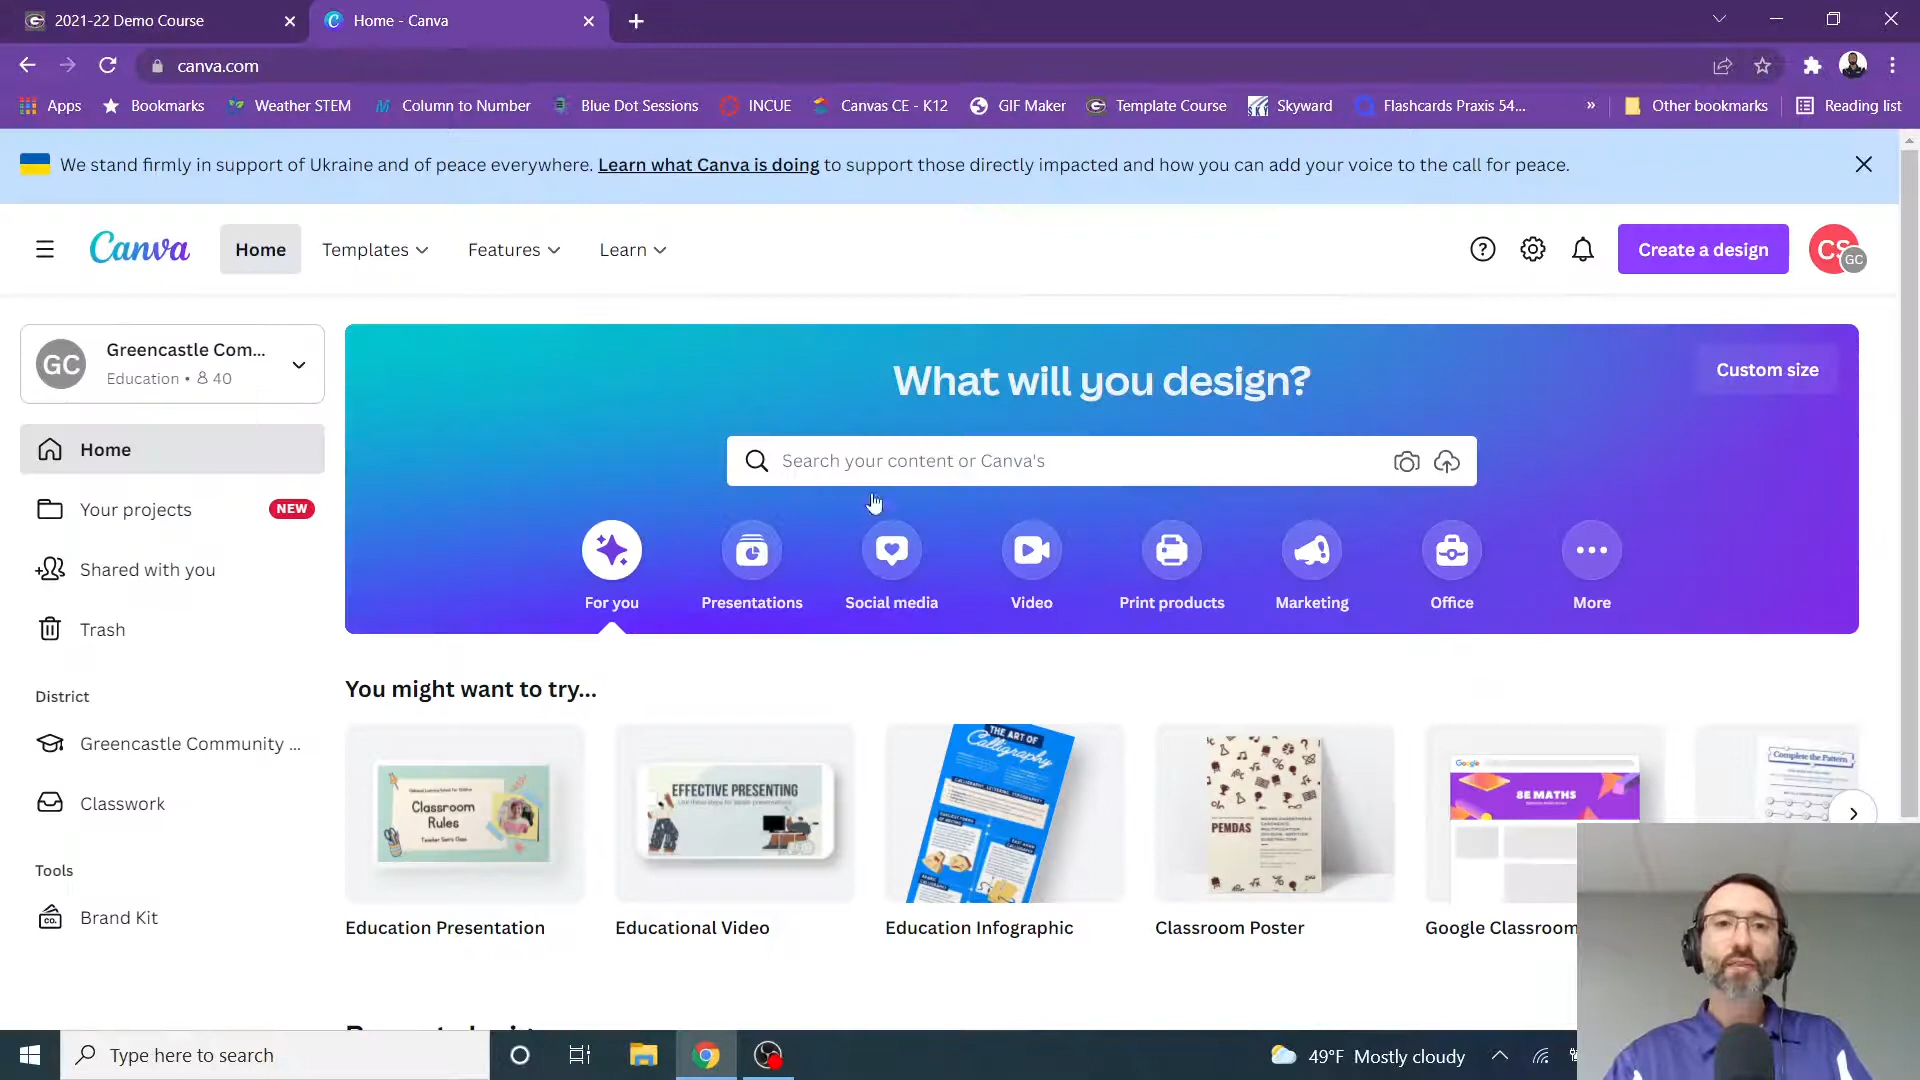 2021-22 Demo Course
Home - Canva
canva.com
Apps
Bookmarks
Weather STEM
Column to Number
Blue Dot Sessions
INCUE
Canvas CE - K12
GIF Maker
Template Course
Skyward
Flashcards Praxis 54...
»
Other bookmarks
Reading list
We stand firmly in support of Ukraine and of peace everywhere. Learn what Canva is doing to support those directly impacted and how you can add your voice to the call for peace.
Canva
Home
Templates
Features
Learn
Create a design
CS
GC
GC
Greencastle Com...
Education • 40
Home
Your projects
NEW
Shared with you
Trash
District
Greencastle Community ...
Classwork
Tools
CO.
Brand Kit
What will you design?
Custom size
Search your content or Canva's
For you
Presentations
Social media
Video
Print products
Marketing
Office
More
You might want to try...
Classroom
Rules
EFFECTIVE PRESENTING
THE ART OF
Calligraphy
PEMDAS
Google
8E MATHS
Complete the Pattern
Education Presentation
Educational Video
Education Infographic
Classroom Poster
Google Classroom
Type here to search
49°F Mostly cloudy